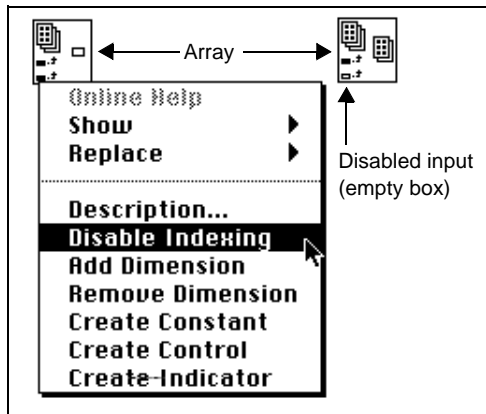 Array
Online Help
Show
Replace
Disabled input
(empty box)
Description...
Disable Indexing
Add Dimension
Remove Dimension
Create Constant
Create Control
Create Indicator